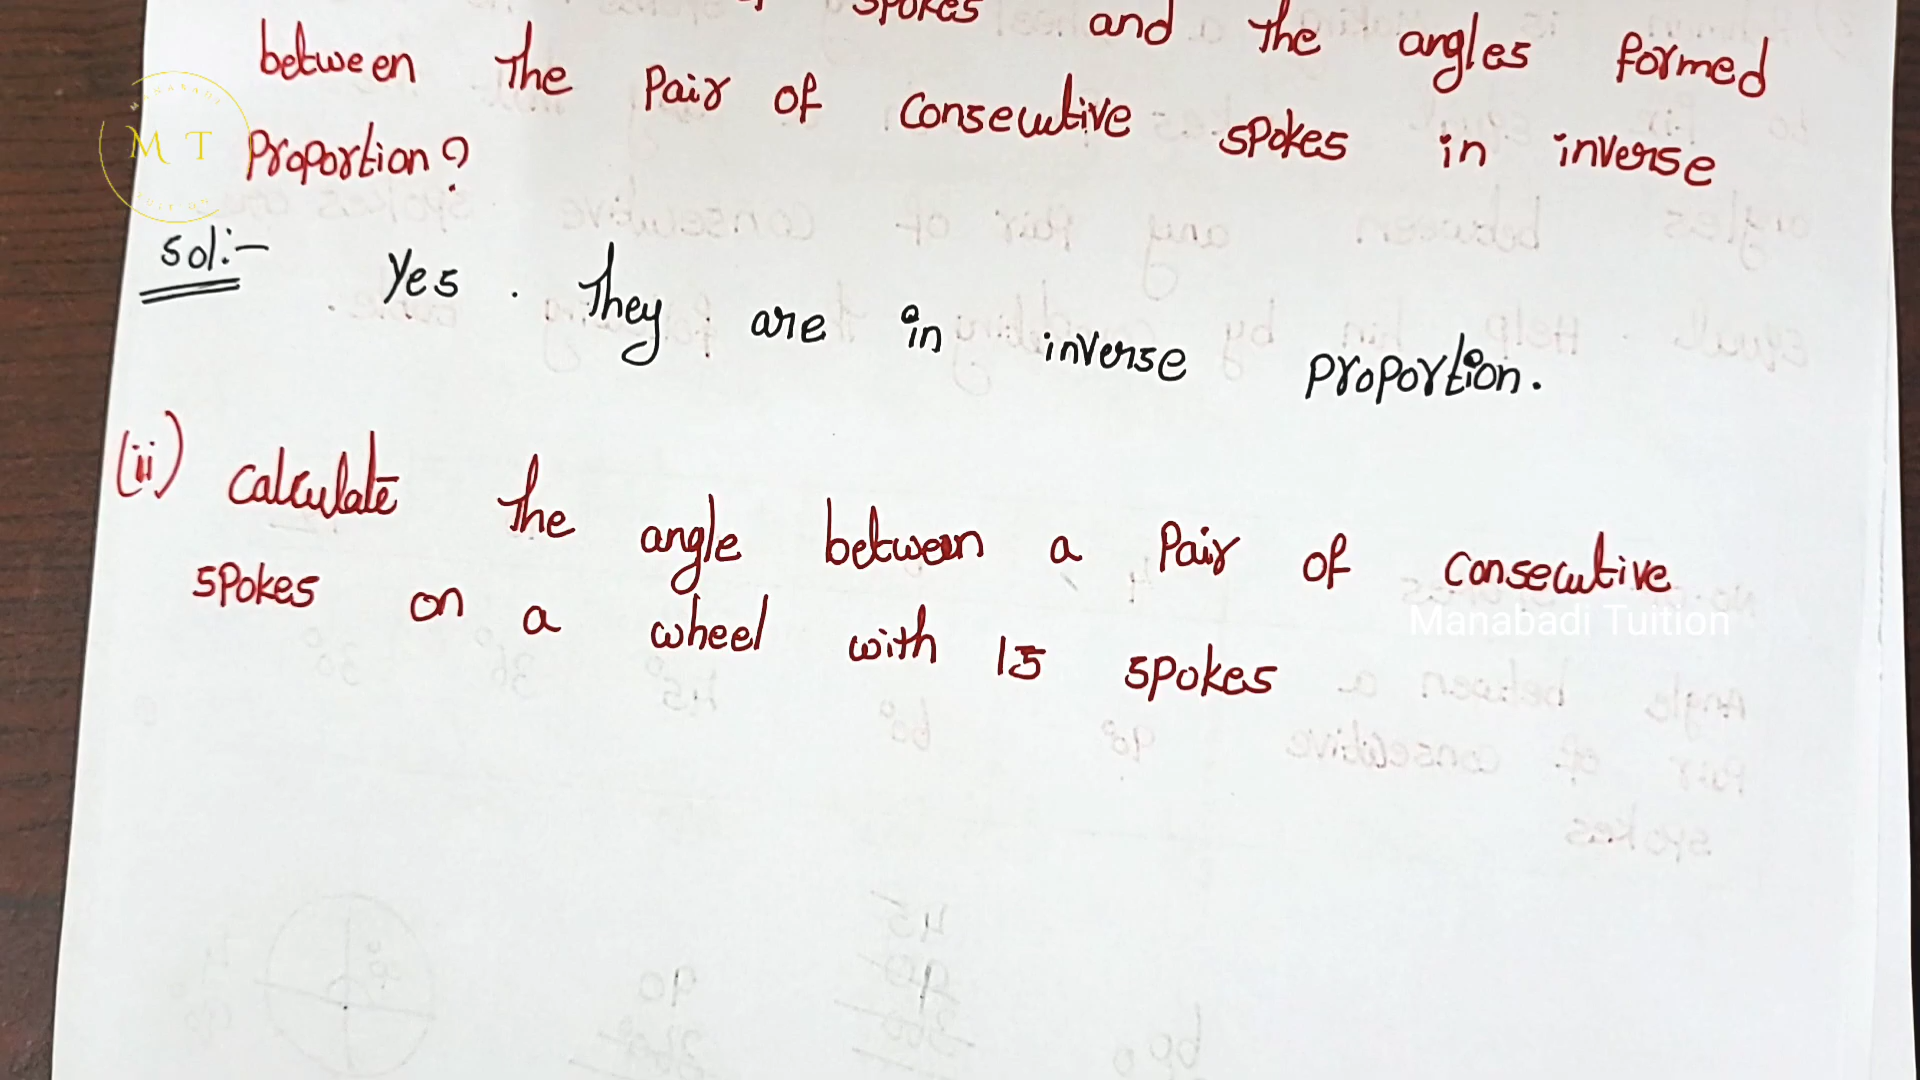 spokes and the angles formed
between the pair of consecutive spokes in inverse
proportion?
sol:- Yes. They are in inverse proportion.
(ii) calculate the angle between a pair of consecutive
spokes on a wheel with 15 spokes
M T
Manabadi Tuition